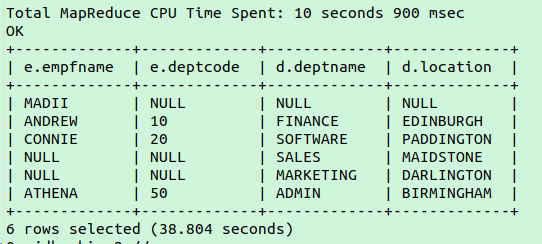 Total MapReduce CPU Time Spent: 10 seconds 900 msec
OK
+-------------+-------------+-------------+-------------+
| e.empfname  | e.deptcode  | d.deptname  | d.location  |
+-------------+-------------+-------------+-------------+
| MADII       | NULL        | NULL        | NULL        |
| ANDREW      | 10          | FINANCE     | EDINBURGH   |
| CONNIE      | 20          | SOFTWARE    | PADDINGTON  |
| NULL        | NULL        | SALES       | MAIDSTONE   |
| NULL        | NULL        | MARKETING   | DARLINGTON  |
| ATHENA      | 50          | ADMIN       | BIRMINGHAM  |
+-------------+-------------+-------------+-------------+
6 rows selected (38.804 seconds)